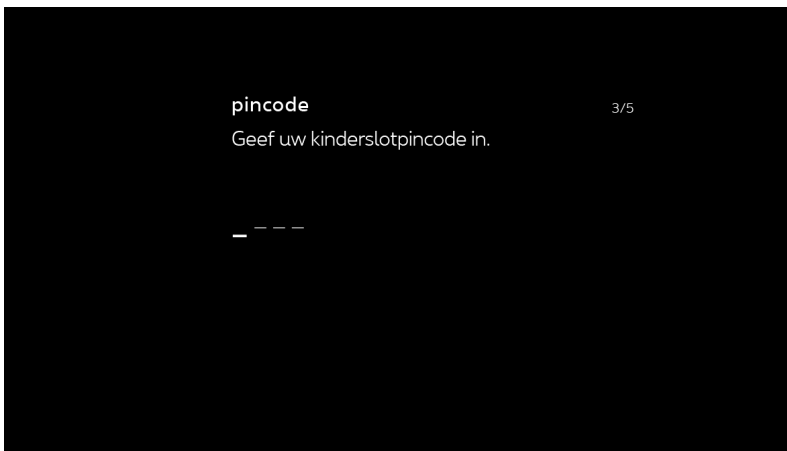 pincode
3/5
Geef uw kinderslotpincode in.
_ _ _ _